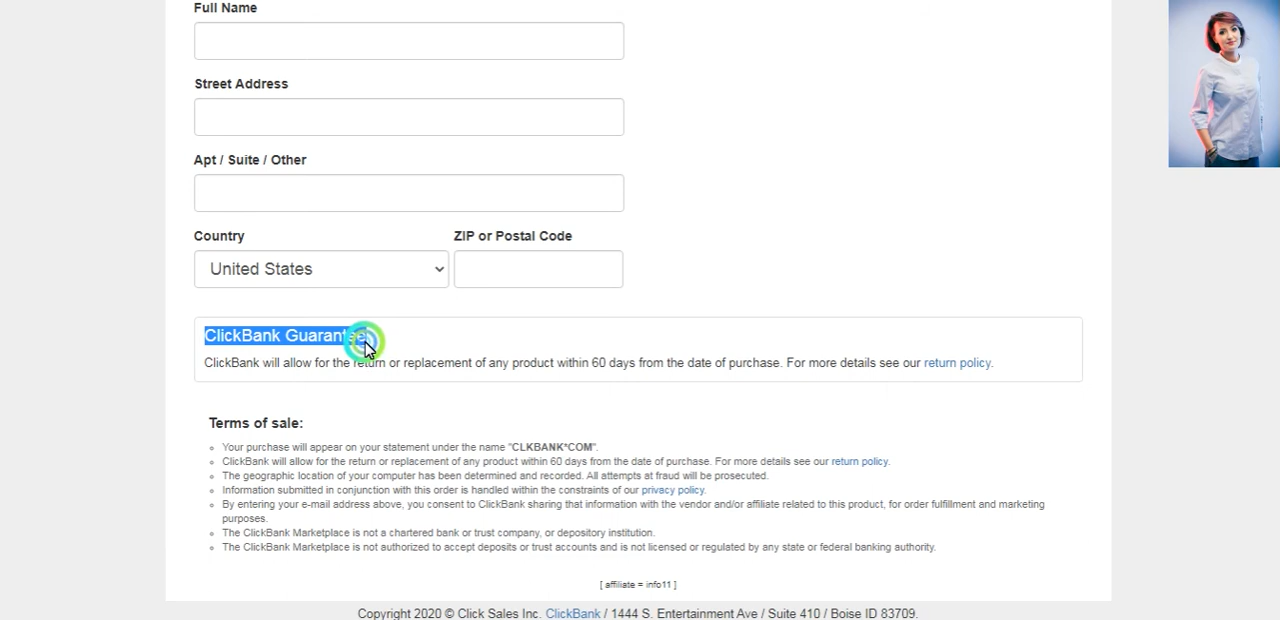 Full Name
Street Address
Apt / Suite / Other
Country ZIP or Postal Code
United States
ClickBank Guarantee
ClickBank will allow for the return or replacement of any product within 60 days from the date of purchase. For more details see our return policy.
Terms of sale:
Your purchase will appear on your statement under the name "CLKBANK*COM".
ClickBank will allow for the return or replacement of any product within 60 days from the date of purchase. For more details see our return policy.
The geographic location of your computer has been determined and recorded. All attempts at fraud will be prosecuted.
Information submitted in conjunction with this order is handled within the constraints of our privacy policy.
By entering your e-mail address above, you consent to ClickBank sharing that information with the vendor and/or affiliate related to this product, for order fulfillment and marketing
purposes.
The ClickBank Marketplace is not a chartered bank or trust company, or depository institution.
The ClickBank Marketplace is not authorized to accept deposits or trust accounts and is not licensed or regulated by any state or federal banking authority.
[ affiliate = info11 ]
Copyright 2020 © Click Sales Inc. ClickBank / 1444 S. Entertainment Ave / Suite 410 / Boise ID 83709.